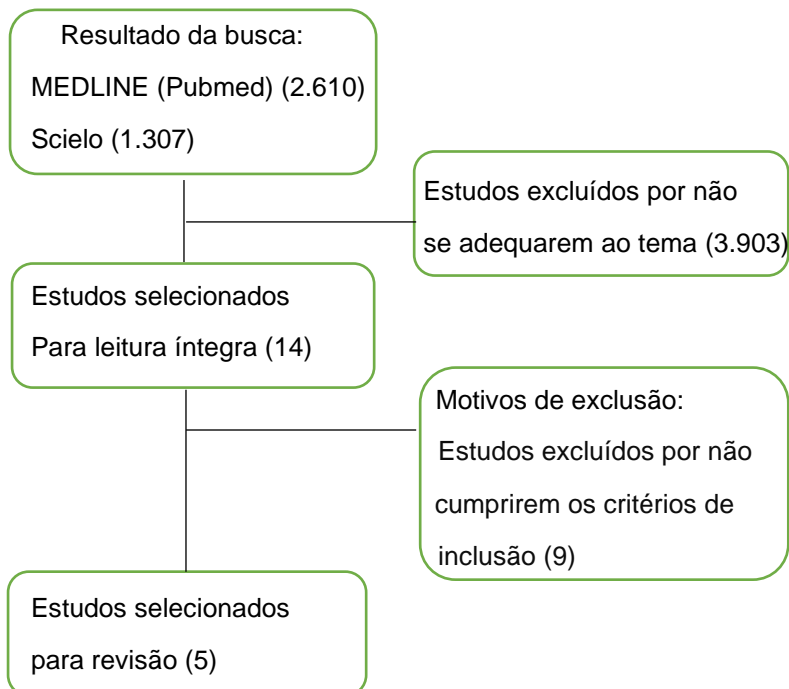 Resultado da busca:
MEDLINE (Pubmed) (2.610)
Scielo (1.307)
Estudos excluídos por não
se adequarem ao tema (3.903)
Estudos selecionados
Para leitura íntegra (14)
Motivos de exclusão:
Estudos excluídos por não
cumprirem os critérios de
inclusão (9)
Estudos selecionados
para revisão (5)